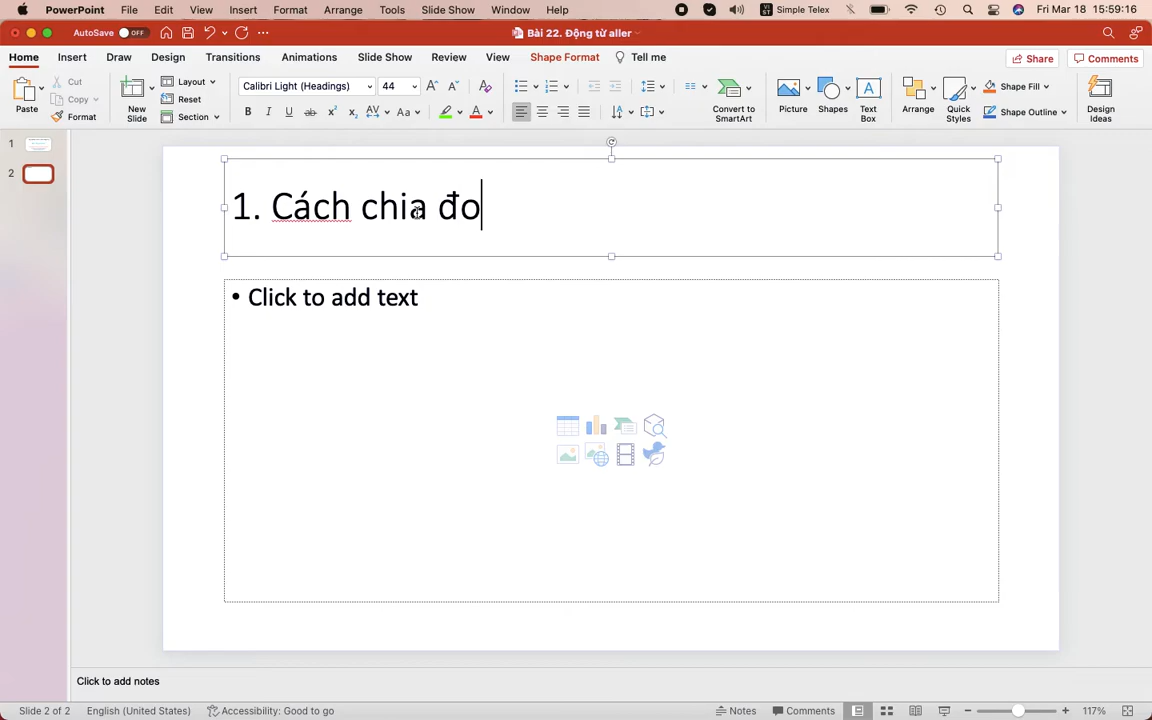 PowerPoint File Edit View Insert Format Arrange Tools Slide Show Window Help VI ST Simple Telex Fri Mar 18 15:59:16
AutoSave OFF Bài 22. Động từ aller
Home Insert Draw Design Transitions Animations Slide Show Review View Shape Format Tell me Share Comments
Paste Cut Copy Format New Slide Layout Reset Section Calibri Light (Headings) 44 Convert to SmartArt Picture Shapes Text Box Arrange Quick Styles Shape Fill Shape Outline Design Ideas
1
2
1. Cách chia đo
• Click to add text
Click to add notes
Slide 2 of 2 English (United States) Accessibility: Good to go Notes Comments 117%